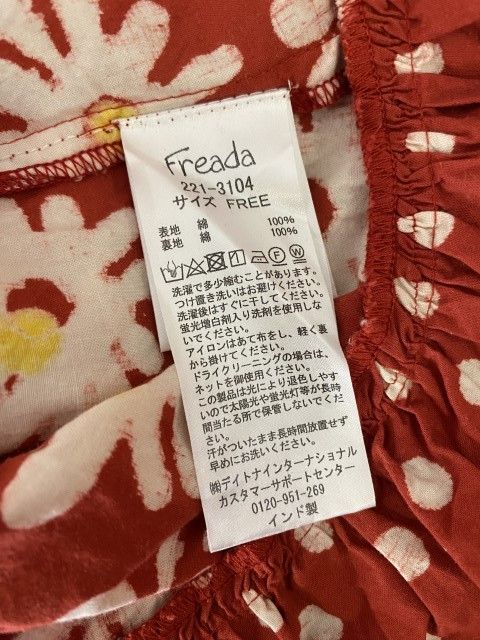 Freada
221-3104
サイズ FREE
表地 綿 100%
裏地 綿 100%
洗濯で多少縮むことがあります。
つけ置き洗いはお避けください。
洗濯後はすぐに干してください。
蛍光増白剤入り洗剤を使用しな
いでください。
アイロンはあて布をし、軽く裏
から掛けてください。
ドライクリーニングの場合は、
ネットを御使用ください。
この製品は光により退色しやす
いので太陽光や蛍光灯等が長時
間当たる所で保管しないでくだ
さい。
汗がついたまま長時間放置せず
早めにお洗いください。
㈱デイトナインターナショナル
カスタマーサポートセンター
0120-951-269
インド製